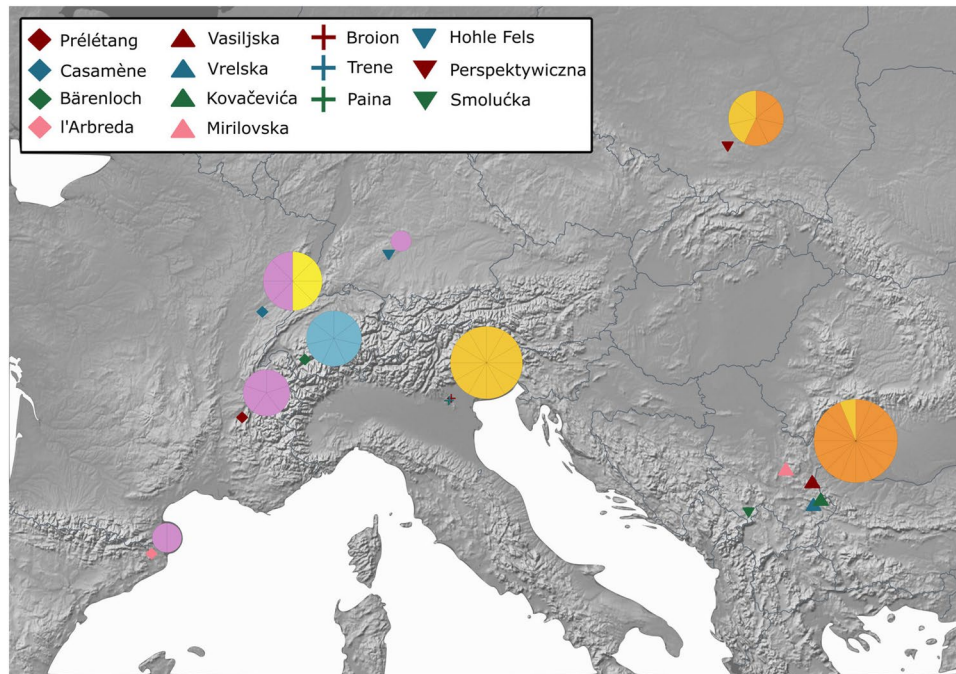 Prélétang Vasiljska Broion Hohle Fels
Casamène Vrelska Trene Perspektywiczna
Bärenloch Kovačevića Paina Smolućka
l'Arbreda Mirilovska